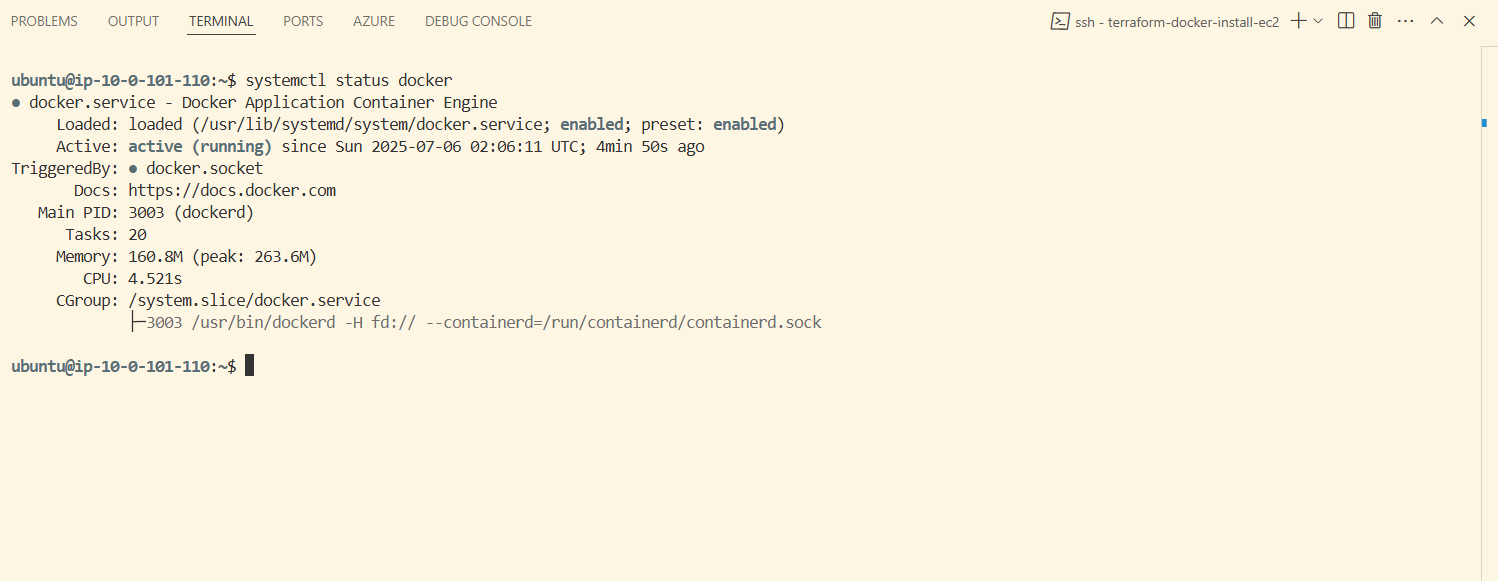 PROBLEMS OUTPUT TERMINAL PORTS AZURE DEBUG CONSOLE ssh - terraform-docker-install-ec2
ubuntu@ip-10-0-101-110:~$ systemctl status docker
● docker.service - Docker Application Container Engine
     Loaded: loaded (/usr/lib/systemd/system/docker.service; enabled; preset: enabled)
     Active: active (running) since Sun 2025-07-06 02:06:11 UTC; 4min 50s ago
TriggeredBy: ● docker.socket
       Docs: https://docs.docker.com
   Main PID: 3003 (dockerd)
      Tasks: 20
     Memory: 160.8M (peak: 263.6M)
        CPU: 4.521s
     CGroup: /system.slice/docker.service
             ├─3003 /usr/bin/dockerd -H fd:// --containerd=/run/containerd/containerd.sock
ubuntu@ip-10-0-101-110:~$